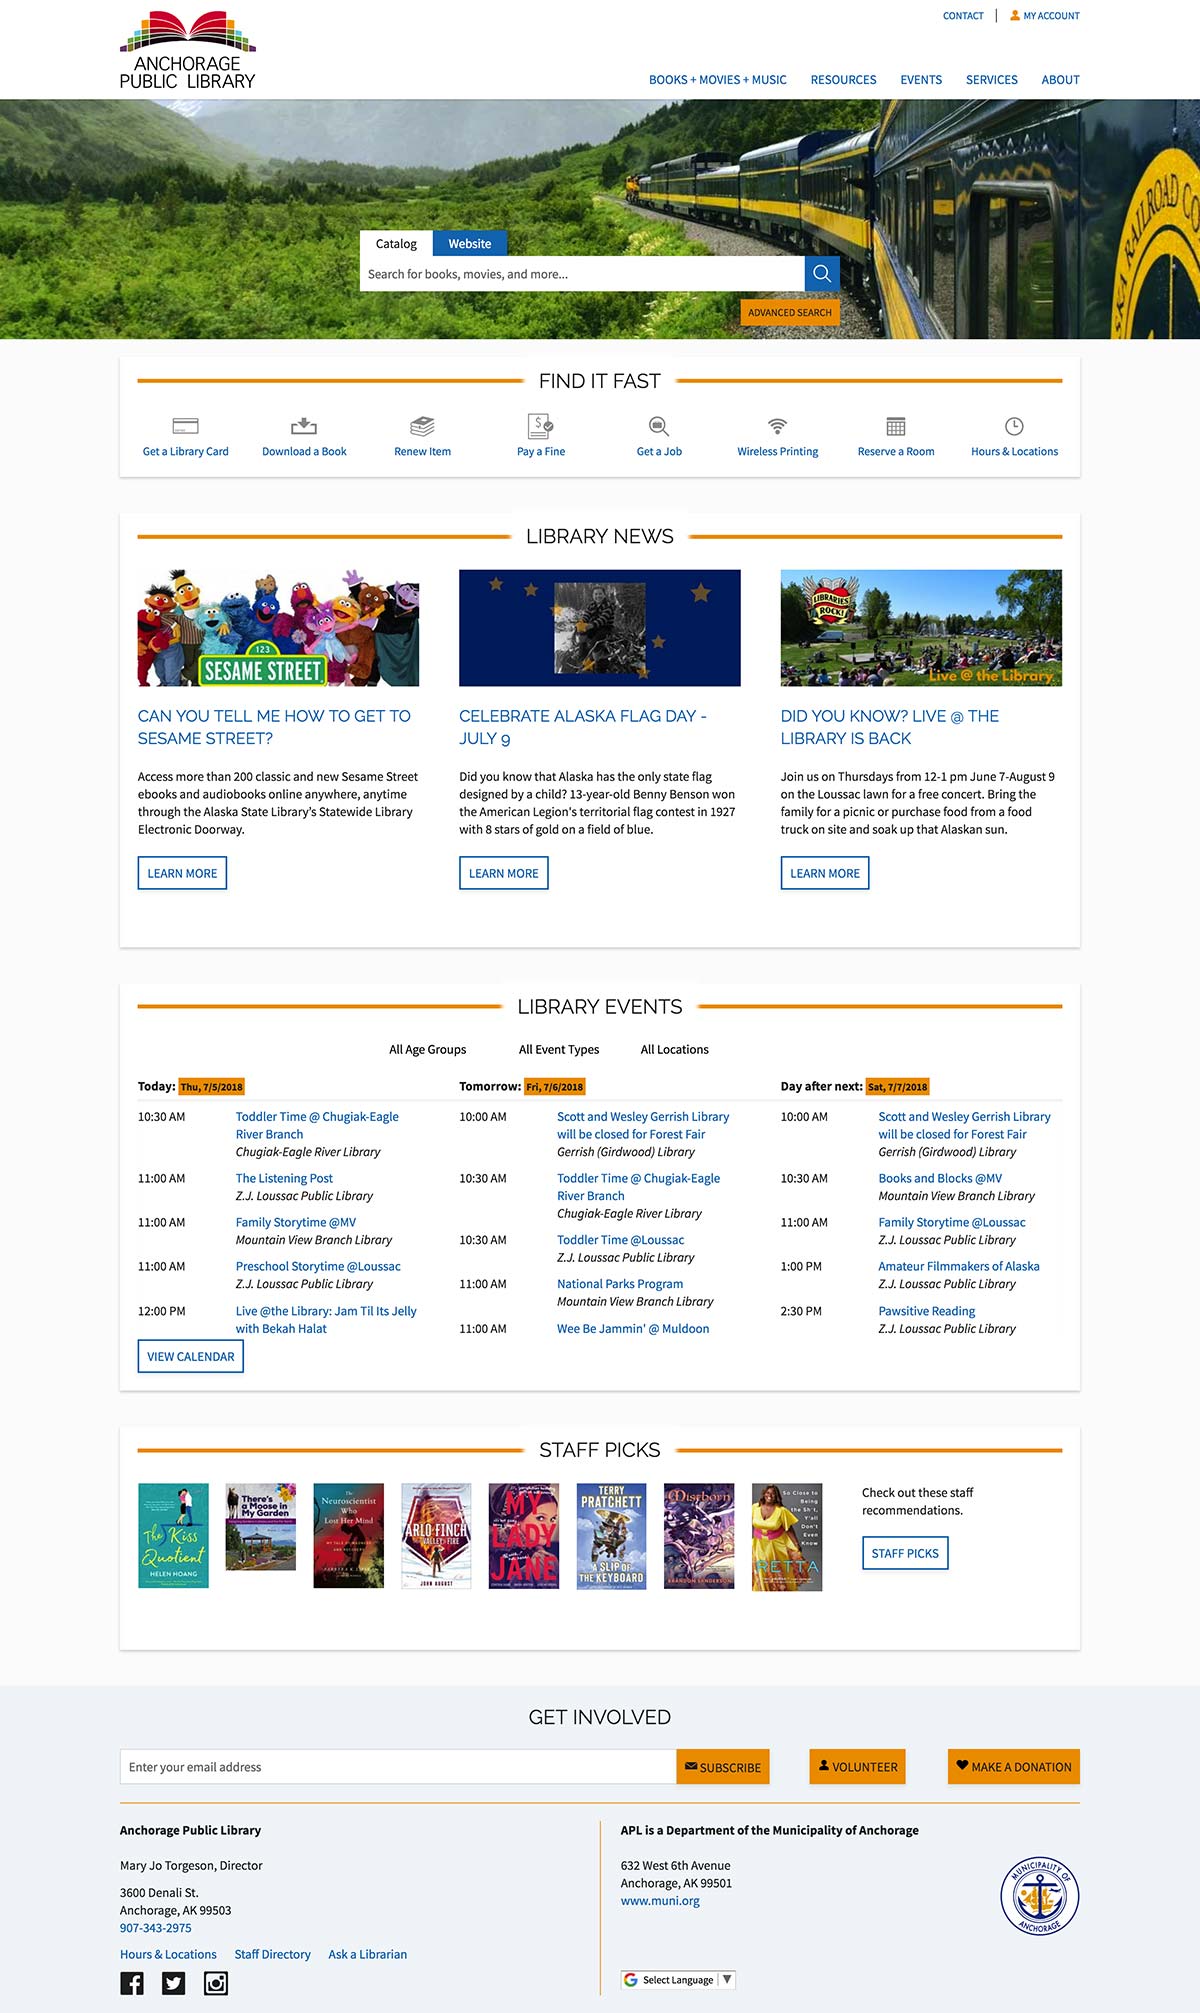 CONTACT
MY ACCOUNT
ANCHORAGE
PUBLIC LIBRARY
BOOKS + MOVIES + MUSIC
RESOURCES
EVENTS
SERVICES
ABOUT
RAILROAD CO
Catalog
Website
Search for books, movies, and more...
ADVANCED SEARCH
FIND IT FAST
Get a Library Card
Download a Book
Renew Item
Pay a Fine
Get a Job
Wireless Printing
Reserve a Room
Hours & Locations
LIBRARY NEWS
123
SESAME STREET
LIBRARIES
ROCK!
Live @ the Library
CAN YOU TELL ME HOW TO GET TO
SESAME STREET?
Access more than 200 classic and new Sesame Street
ebooks and audiobooks online anywhere, anytime
through the Alaska State Library's Statewide Library
Electronic Doorway.
LEARN MORE
CELEBRATE ALASKA FLAG DAY -
JULY 9
Did you know that Alaska has the only state flag
designed by a child? 13-year-old Benny Benson won
the American Legion's territorial flag contest in 1927
with 8 stars of gold on a field of blue.
LEARN MORE
DID YOU KNOW? LIVE @ THE
LIBRARY IS BACK
Join us on Thursdays from 12-1 pm June 7-August 9
on the Loussac lawn for a free concert. Bring the
family for a picnic or purchase food from a food
truck on site and soak up that Alaskan sun.
LEARN MORE
LIBRARY EVENTS
All Age Groups
All Event Types
All Locations
Today: Thu, 7/5/2018
10:30 AM
Toddler Time @ Chugiak-Eagle
River Branch
Chugiak-Eagle River Library
11:00 AM
The Listening Post
Z.J. Loussac Public Library
11:00 AM
Family Storytime @MV
Mountain View Branch Library
11:00 AM
Preschool Storytime @Loussac
Z.J. Loussac Public Library
12:00 PM
Live @the Library: Jam Til Its Jelly
with Bekah Halat
Tomorrow: Fri, 7/6/2018
10:00 AM
Scott and Wesley Gerrish Library
will be closed for Forest Fair
Gerrish (Girdwood) Library
10:30 AM
Toddler Time @ Chugiak-Eagle
River Branch
Chugiak-Eagle River Library
10:30 AM
Toddler Time @Loussac
Z.J. Loussac Public Library
11:00 AM
National Parks Program
Mountain View Branch Library
11:00 AM
Wee Be Jammin' @ Muldoon
Day after next: Sat, 7/7/2018
10:00 AM
Scott and Wesley Gerrish Library
will be closed for Forest Fair
Gerrish (Girdwood) Library
10:30 AM
Books and Blocks @MV
Mountain View Branch Library
11:00 AM
Family Storytime @Loussac
Z.J. Loussac Public Library
1:00 PM
Amateur Filmmakers of Alaska
Z.J. Loussac Public Library
2:30 PM
Pawsitive Reading
Z.J. Loussac Public Library
VIEW CALENDAR
STAFF PICKS
The Kiss
Quotient
HELEN HOANG
There's
a Moose in
My Garden
The
Neuroscientist
Who
Lost Her Mind
ARLO FINCH
VALLEY FIRE
JOHN AUGUST
MY
LADY
JANE
TERRY
PRATCHETT
A SLIP OF
THE KEYBOARD
Mistborn
BRANDON SANDERSON
So Close to
Being
the Sh*t,
Y'all
Don't
Even
Know
RETTA
Check out these staff
recommendations.
STAFF PICKS
GET INVOLVED
Enter your email address
SUBSCRIBE
VOLUNTEER
MAKE A DONATION
Anchorage Public Library
Mary Jo Torgeson, Director
3600 Denali St.
Anchorage, AK 99503
907-343-2975
Hours & Locations
Staff Directory
Ask a Librarian
APL is a Department of the Municipality of Anchorage
632 West 6th Avenue
Anchorage, AK 99501
www.muni.org
MUNICIPALITY OF
ANCHORAGE
Select Language